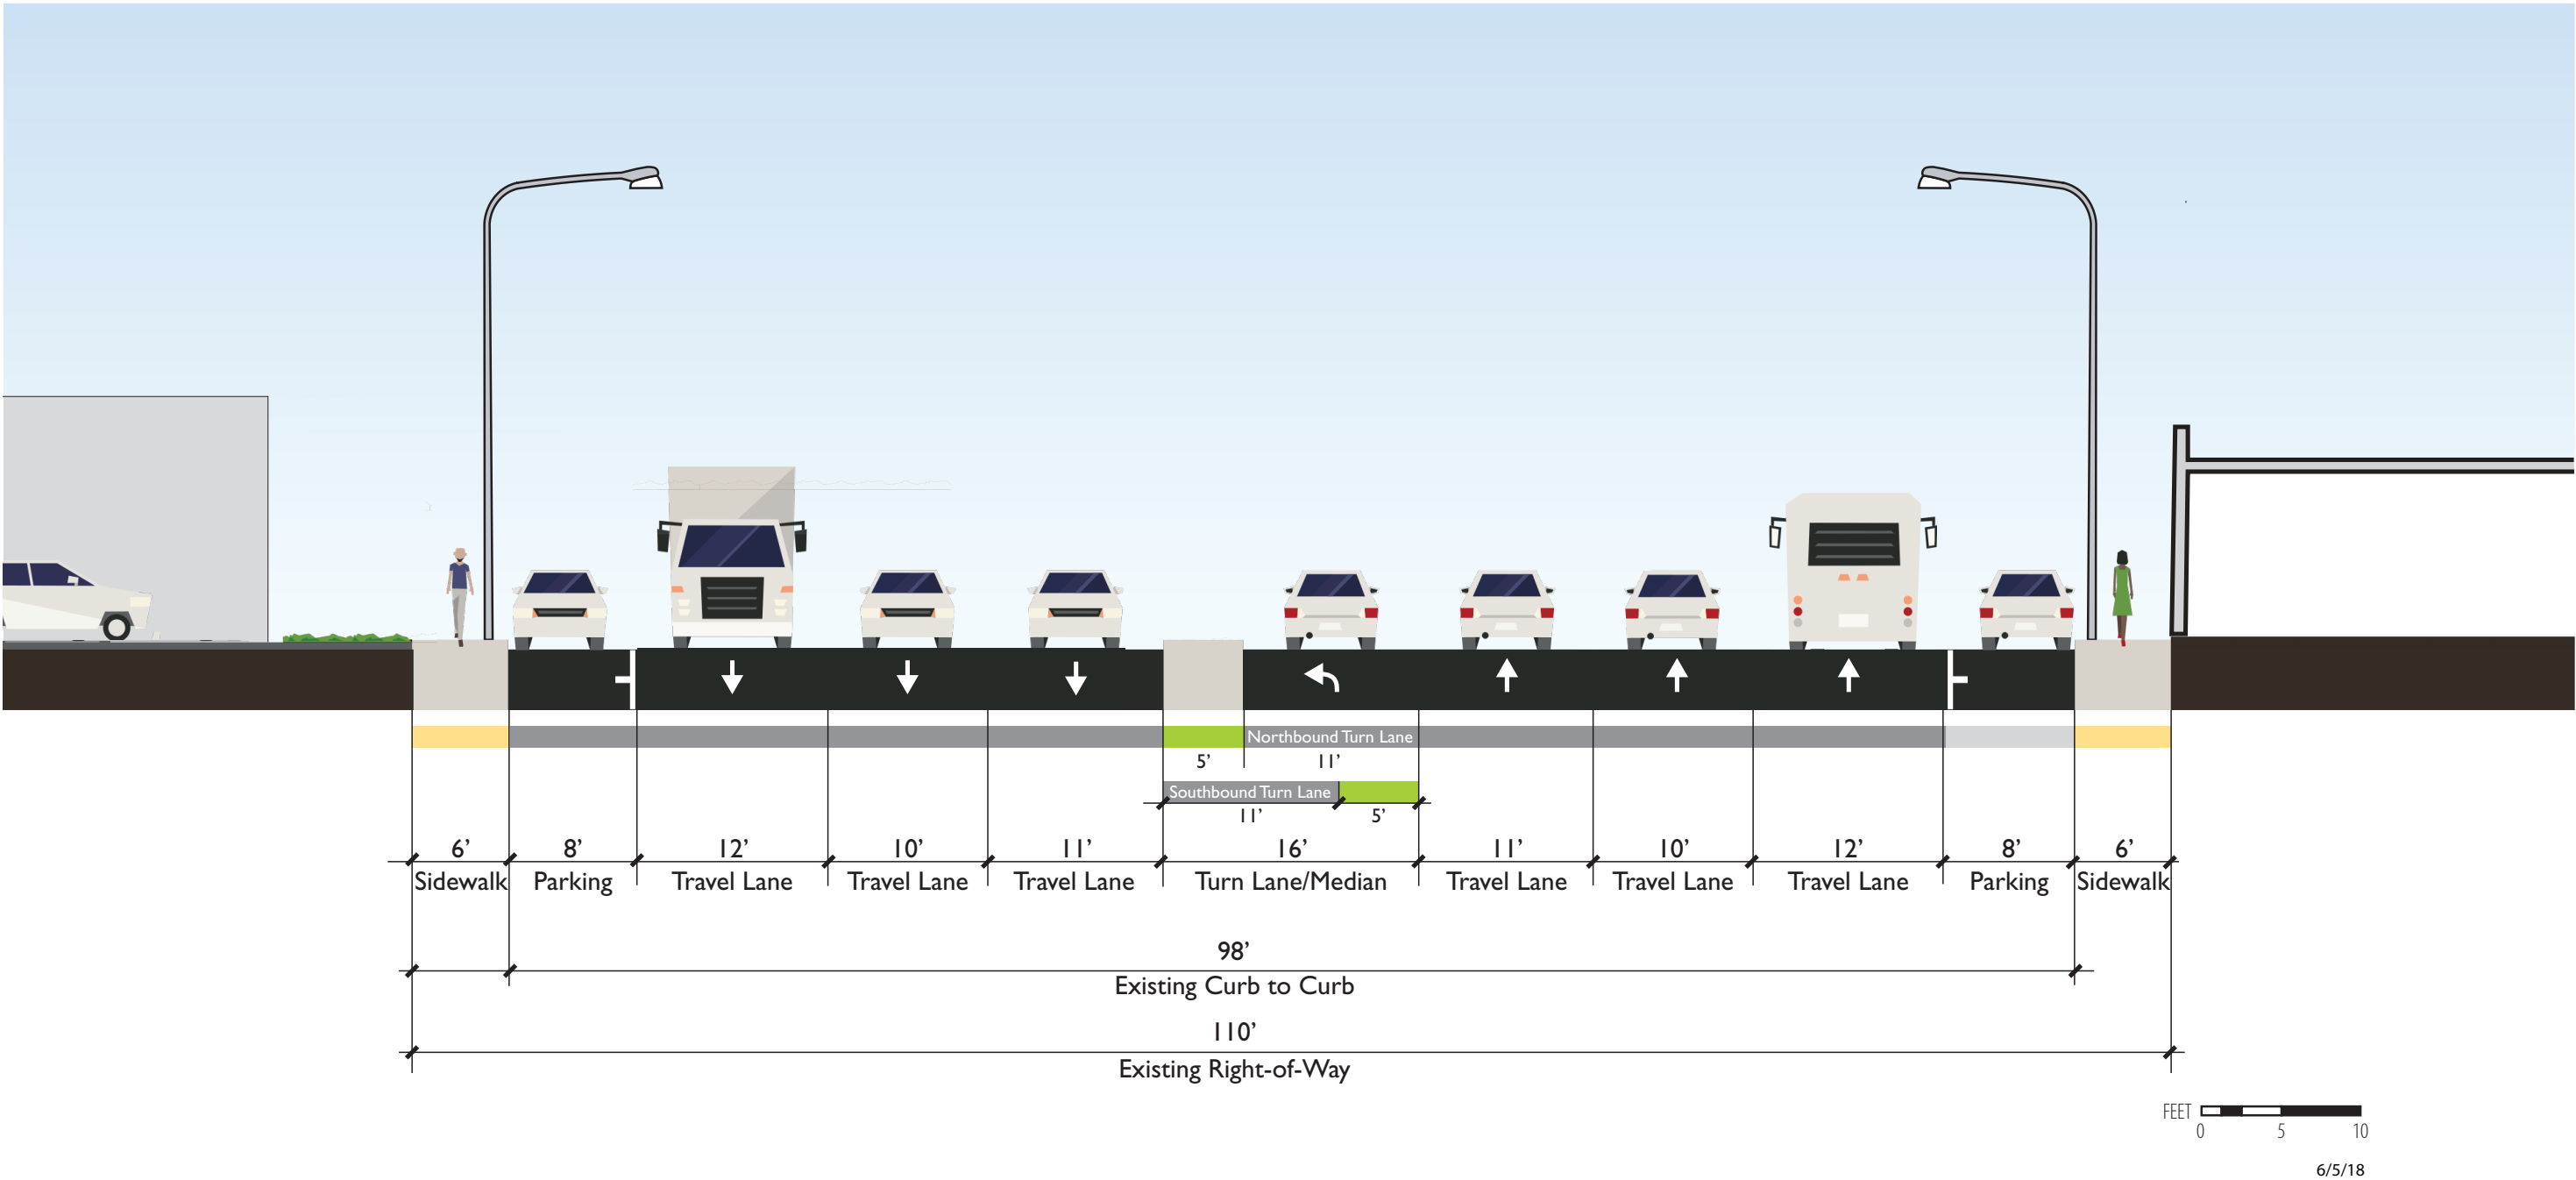 Northbound Turn Lane
5’ 11’
Southbound Turn Lane
11’ 5’
6’ 8’ 12’ 10’ 11’ 16’ 11’ 10’ 12’ 8’ 6’
Sidewalk Parking Travel Lane Travel Lane Travel Lane Turn Lane/Median Travel Lane Travel Lane Travel Lane Parking Sidewalk
98’
Existing Curb to Curb
110’
Existing Right-of-Way
FEET
0 5 10
6/5/18